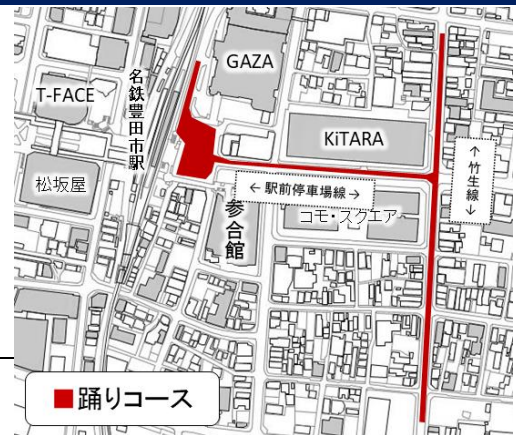 GAZA
T-FACE
名鉄豊田市駅
KiTARA
松坂屋
←駅前停車場線→
↑竹生線↓
コモ・スクエア
参合館
■踊りコース